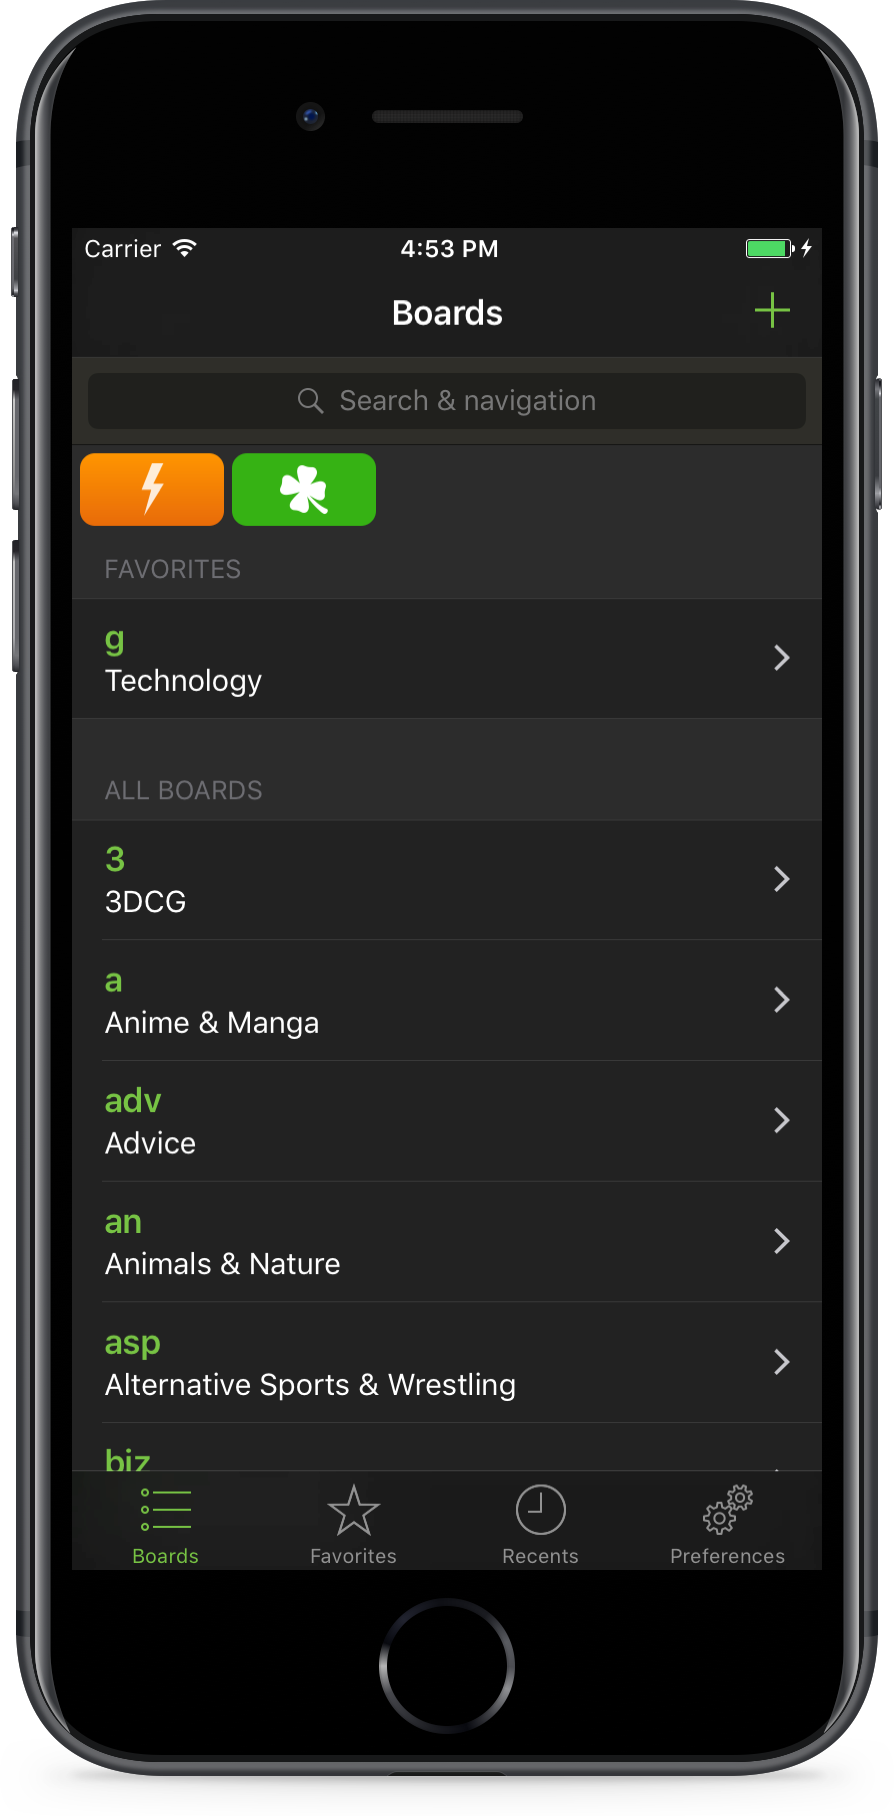 Carrier 4:53 PM
Boards
Search & navigation
FAVORITES
g
Technology
ALL BOARDS
3
3DCG
a
Anime & Manga
adv
Advice
an
Animals & Nature
asp
Alternative Sports & Wrestling
biz
Boards Favorites Recents Preferences